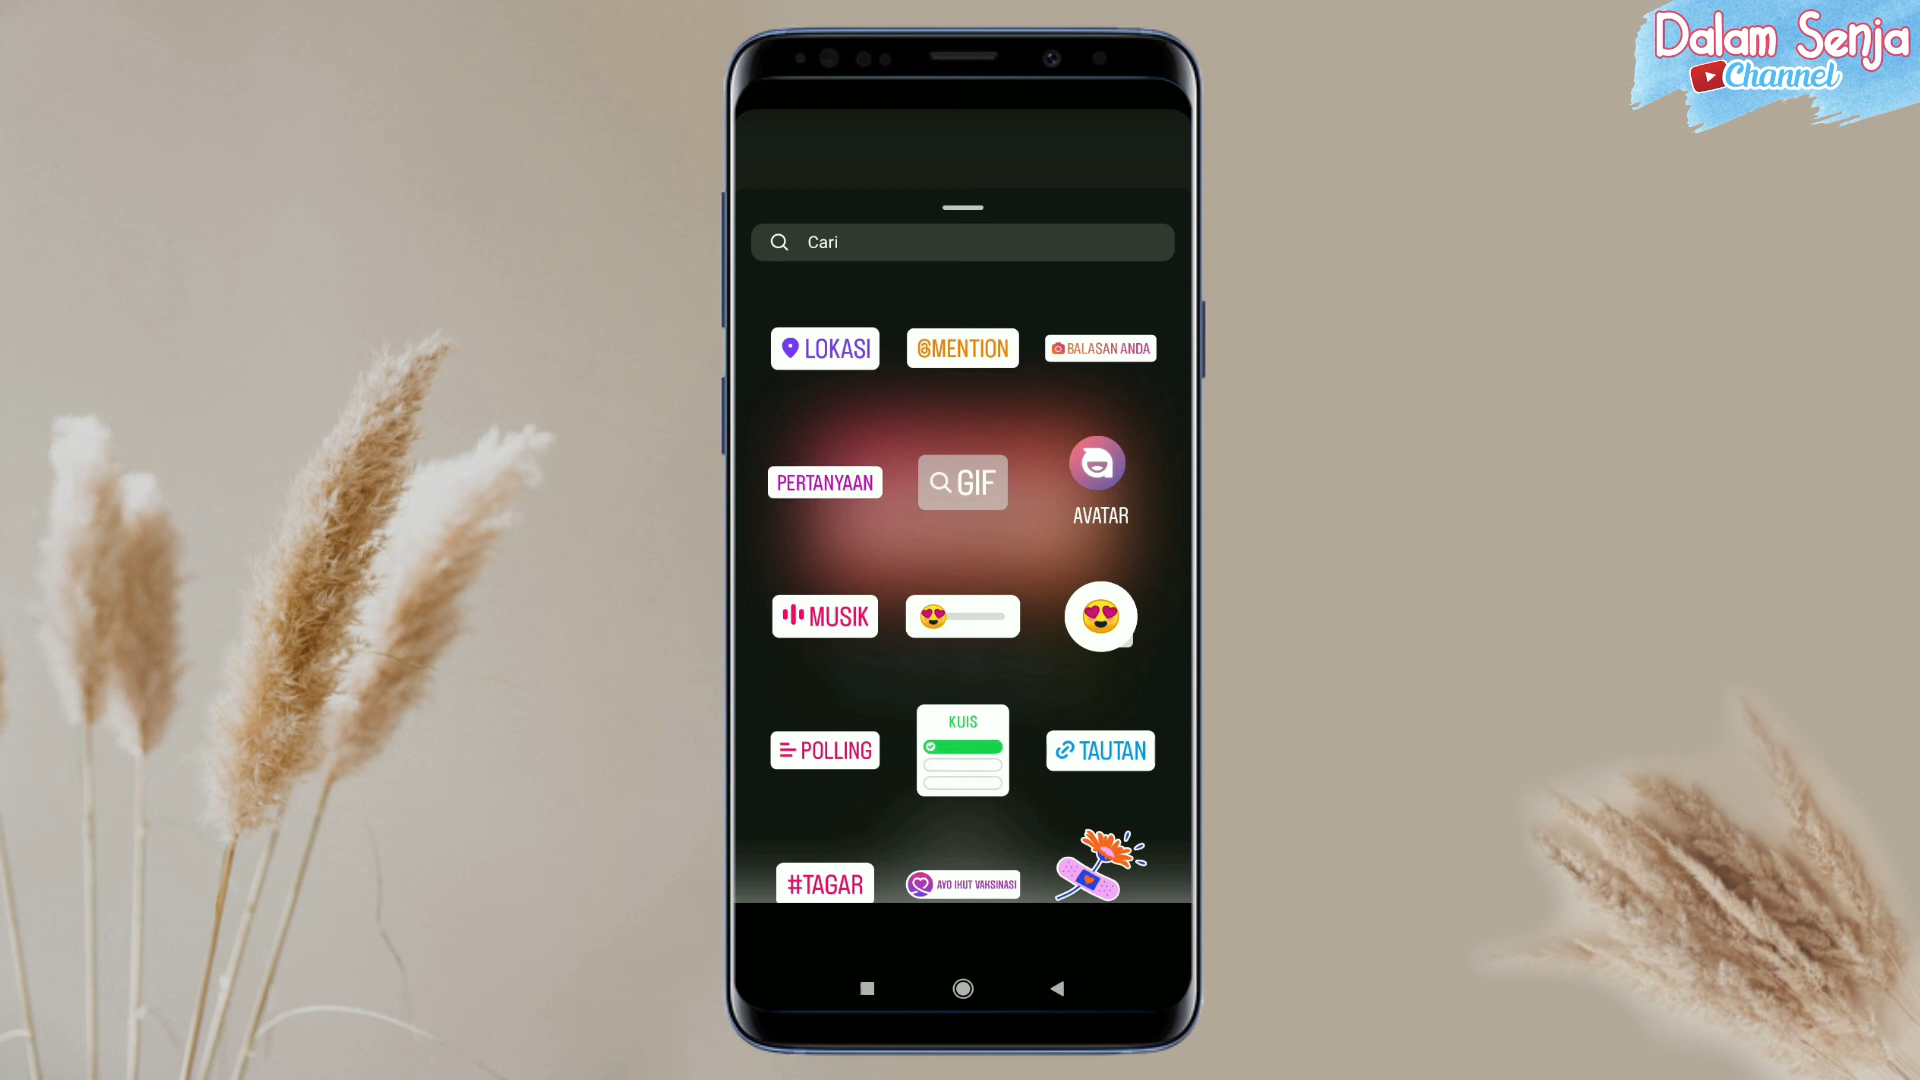 Dalam Senja
Channel
Cari
LOKASI
@MENTION
BALASAN ANDA
PERTANYAAN
GIF
AVATAR
MUSIK
POLLING
KUIS
TAUTAN
#TAGAR
AYO IKUT VAKSINASI